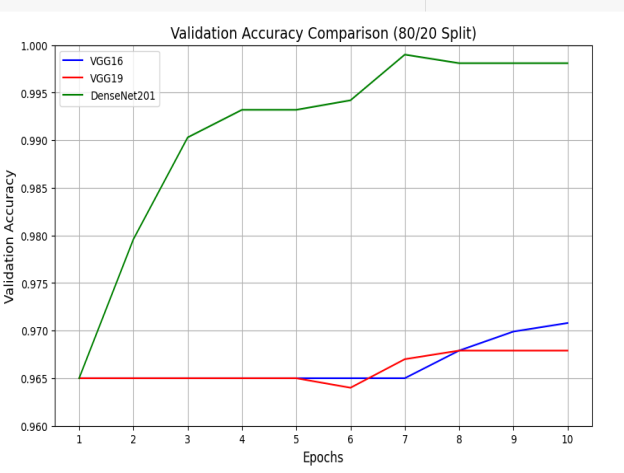 Validation Accuracy Comparison (80/20 Split)
VGG16
VGG19
DenseNet201
Validation Accuracy
1.000
0.995
0.990
0.985
0.980
0.975
0.970
0.965
0.960
1 2 3 4 5 6 7 8 9 10
Epochs